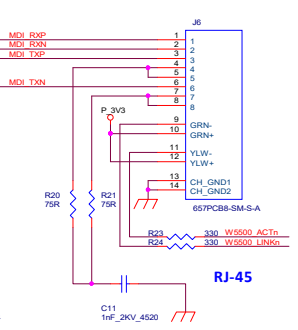 J6
MDI_RXP 1 1
MDI_RXN 2 2
MDI_TXP 3 3
4 4
5 5
MDI_TXN 6 6
7 7
8 8
P_3V3
9 GRN-
10 GRN+
11 YLW-
12 YLW+
13 CH_GND1
14 CH_GND2
R20 R21
75R 75R
657PCB8-SM-S-A
R23 330 W5500_ACTn
R24 330 W5500_LINKn
RJ-45
C11
1nF_2KV_4520